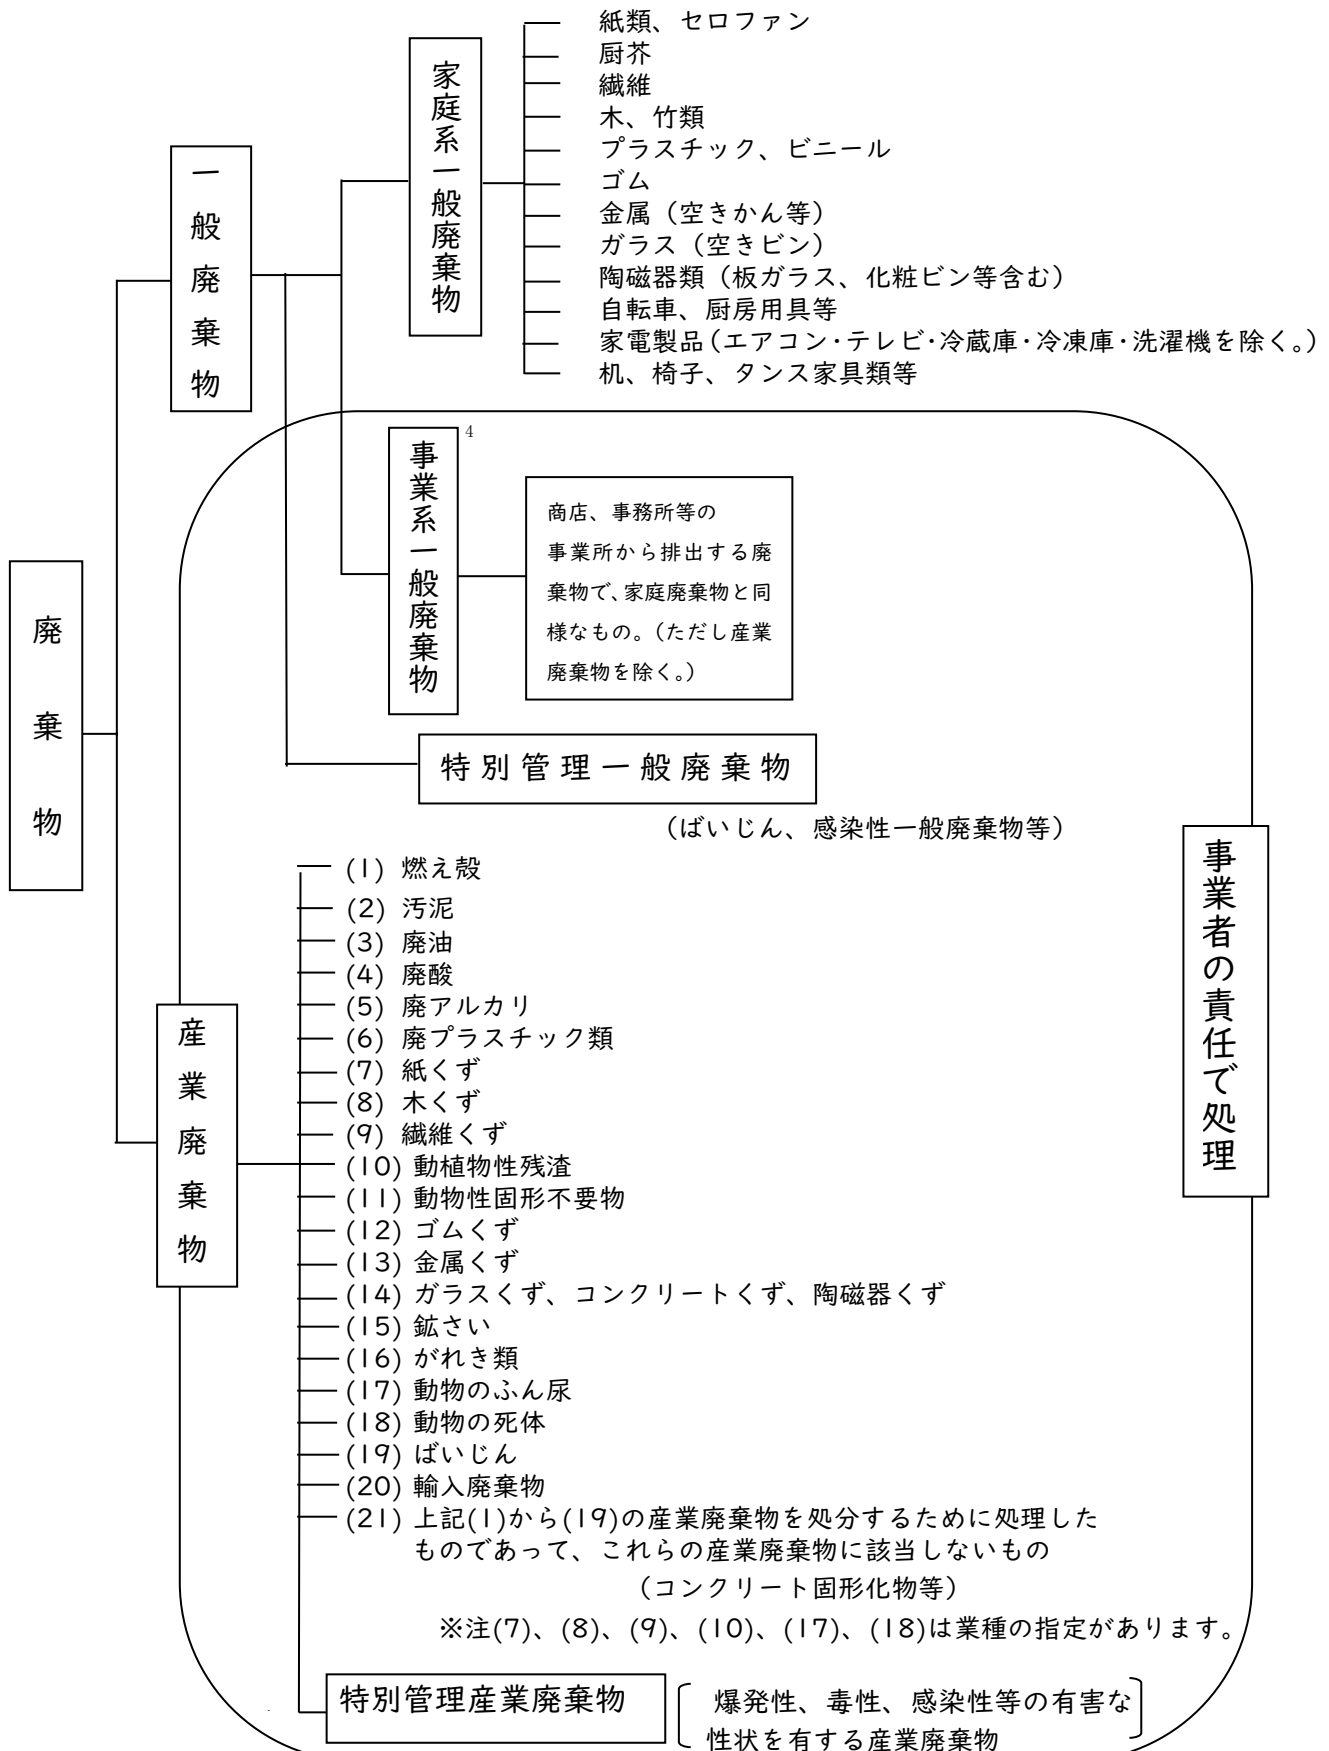 廃棄物
一般廃棄物
家庭系一般廃棄物
紙類、セロファン
厨芥
繊維
木、竹類
プラスチック、ビニール
ゴム
金属（空きかん等）
ガラス（空きビン）
陶磁器類（板ガラス、化粧ビン等含む）
自転車、厨房用具等
家電製品（エアコン・テレビ・冷蔵庫・冷凍庫・洗濯機を除く。）
机、椅子、タンス家具類等
事業系一般廃棄物
4
商店、事務所等の
事業所から排出する廃
棄物で、家庭廃棄物と同
様なもの。（ただし産業
廃棄物を除く。）
特別管理一般廃棄物
（ばいじん、感染性一般廃棄物等）
産業廃棄物
(1) 燃え殻
(2) 汚泥
(3) 廃油
(4) 廃酸
(5) 廃アルカリ
(6) 廃プラスチック類
(7) 紙くず
(8) 木くず
(9) 繊維くず
(10) 動植物性残渣
(11) 動物性固形不要物
(12) ゴムくず
(13) 金属くず
(14) ガラスくず、コンクリートくず、陶磁器くず
(15) 鉱さい
(16) がれき類
(17) 動物のふん尿
(18) 動物の死体
(19) ばいじん
(20) 輸入廃棄物
(21) 上記(1)から(19)の産業廃棄物を処分するために処理した
ものであって、これらの産業廃棄物に該当しないもの
（コンクリート固形化物等）
※注(7)、(8)、(9)、(10)、(17)、(18)は業種の指定があります。
特別管理産業廃棄物
爆発性、毒性、感染性等の有害な
性状を有する産業廃棄物
事業者の責任で処理